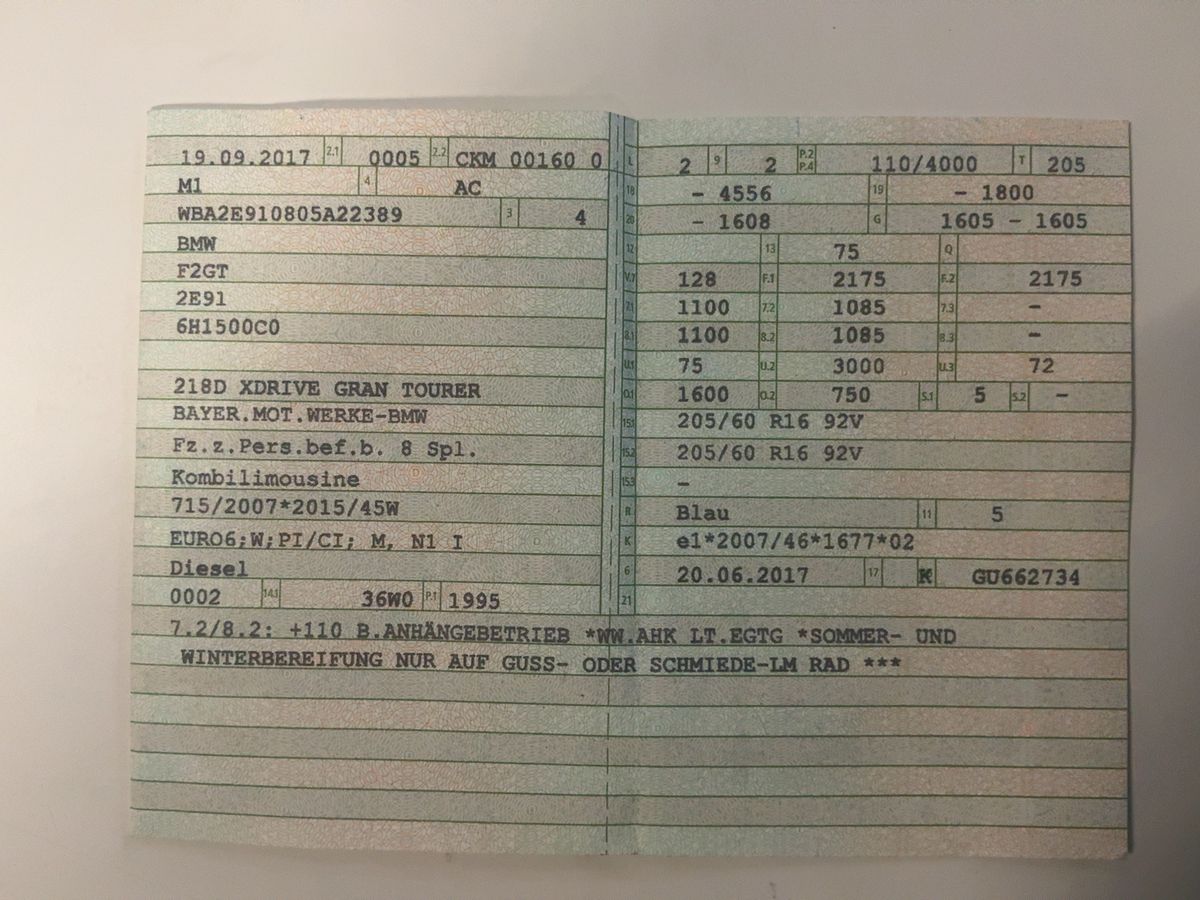 19.09.2017 2.1 0005 2.2 CKM 00160 0
M1 4 AC
WBA2E910805A22389 3 4
BMW
F2GT
2E91
6H1500C0
218D XDRIVE GRAN TOURER
BAYER.MOT.WERKE-BMW
Fz.z.Pers.bef.b. 8 Spl.
Kombilimousine
715/2007*2015/45W
EURO6;W;PI/CI; M, N1 I
Diesel
0002 14.1 36W0 P.1 1995
L 2 9 2 P.2 P.4 110/4000 T 205
18 - 4556 19 - 1800
20 - 1608 G 1605 - 1605
12 13 75 Q
V.7 128 F.1 2175 F.2 2175
7.1 1100 7.2 1085 7.3 -
8.1 1100 8.2 1085 8.3 -
U.1 75 U.2 3000 U.3 72
O.1 1600 O.2 750 S.1 5 S.2 -
15.1 205/60 R16 92V
15.2 205/60 R16 92V
15.3 -
R Blau 11 5
K e1*2007/46*1677*02
6 20.06.2017 17 K GU662734
21
7.2/8.2: +110 B.ANHÄNGEBETRIEB *WW.AHK LT.EGTG *SOMMER- UND
WINTERBEREIFUNG NUR AUF GUSS- ODER SCHMIEDE-LM RAD ***